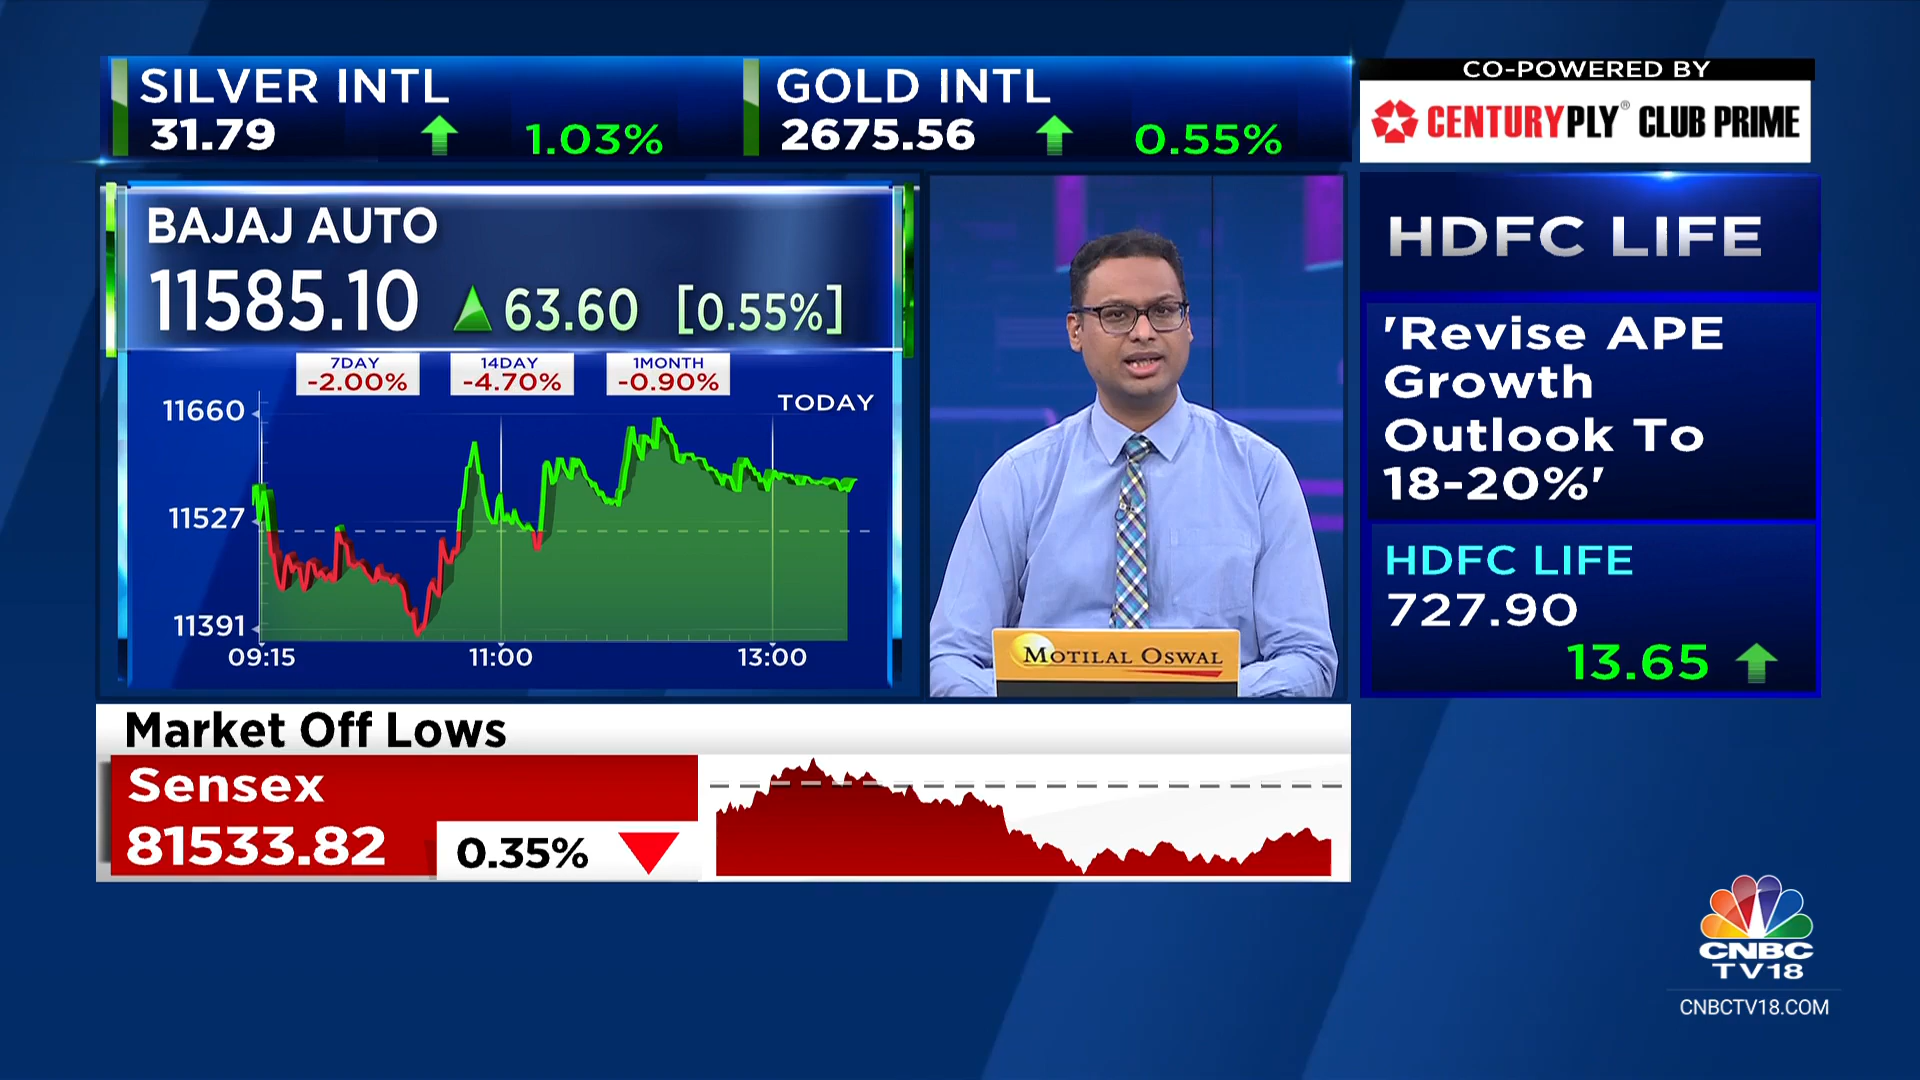 SILVER INTL
31.79 1.03%
GOLD INTL
2675.56 0.55%
CO-POWERED BY
CENTURYPLY® CLUB PRIME
BAJAJ AUTO
11585.10 63.60 [0.55%]
7DAY
-2.00%
14DAY
-4.70%
1MONTH
-0.90%
TODAY
11660
11527
11391
09:15 11:00 13:00
MOTILAL OSWAL
HDFC LIFE
'Revise APE
Growth
Outlook To
18-20%'
HDFC LIFE
727.90
13.65
Market Off Lows
Sensex
81533.82
0.35%
CNBC
TV18
CNBCTV18.COM